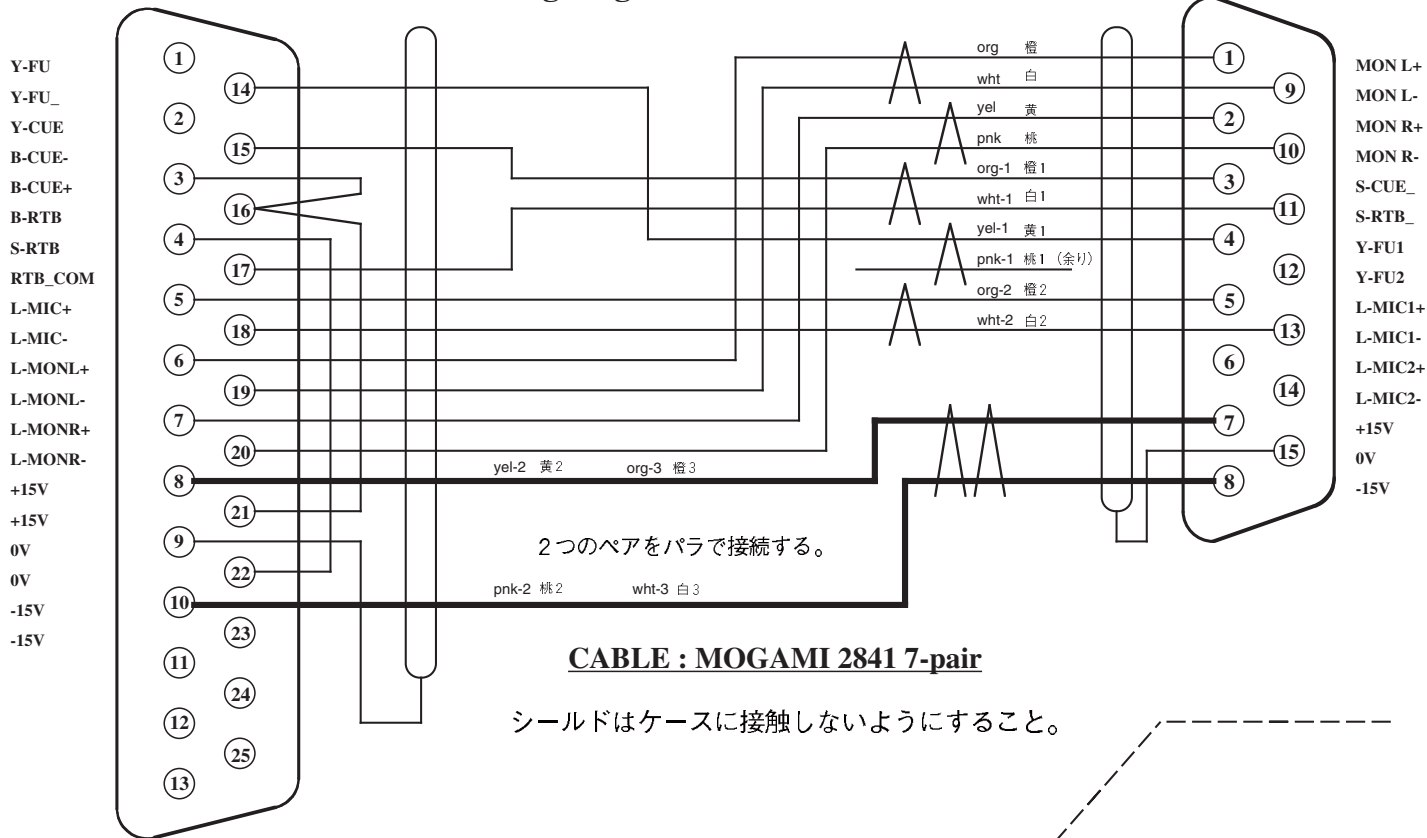 Y-FU
Y-FU_
Y-CUE
B-CUE-
B-CUE+
B-RTB
S-RTB
RTB_COM
L-MIC+
L-MIC-
L-MONL+
L-MONL-
L-MONR+
L-MONR-
+15V
+15V
0V
0V
-15V
-15V
1
14
2
15
3
16
4
17
5
18
6
19
7
20
8
21
9
22
10
23
11
24
12
25
13
org 橙
wht 白
yel 黄
pnk 桃
org-1 橙1
wht-1 白1
yel-1 黄1
pnk-1 桃1 (余り)
org-2 橙2
wht-2 白2
yel-2 黄2 org-3 橙3
2つのペアをパラで接続する。
pnk-2 桃2 wht-3 白3
CABLE : MOGAMI 2841 7-pair
シールドはケースに接触しないようにすること。
1
9
2
10
3
11
4
12
5
13
6
14
7
15
8
MON L+
MON L-
MON R+
MON R-
S-CUE_
S-RTB_
Y-FU1
Y-FU2
L-MIC1+
L-MIC1-
L-MIC2+
L-MIC2-
+15V
0V
-15V